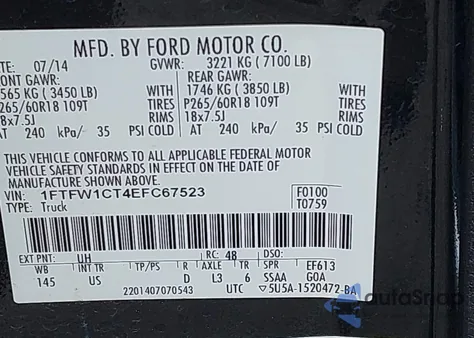 MFD. BY FORD MOTOR CO.
DATE: 07/14 GVWR: 3221 KG ( 7100 LB)
FRONT GAWR: REAR GAWR:
565 KG ( 3450 LB) 1746 KG ( 3850 LB)
P265/60R18 109T TIRES P265/60R18 109T
18x7.5J RIMS 18x7.5J
AT 240 kPa/ 35 PSI COLD AT 240 kPa/ 35 PSI COLD
THIS VEHICLE CONFORMS TO ALL APPLICABLE FEDERAL MOTOR
VEHICLE SAFETY STANDARDS IN EFFECT ON THE DATE OF
MANUFACTURE SHOWN ABOVE.
VIN: 1FTFW1CT4EFC67523 F0100
TYPE: Truck T0759
EXT PNT: UH RC: 48 DSO: EF613
WB INT TR TP/PS R AXLE TR SPR G0A
145 US D L3 6 SSAA
2201407070543 UTC 5U5A-1520472-BA
autoSnap